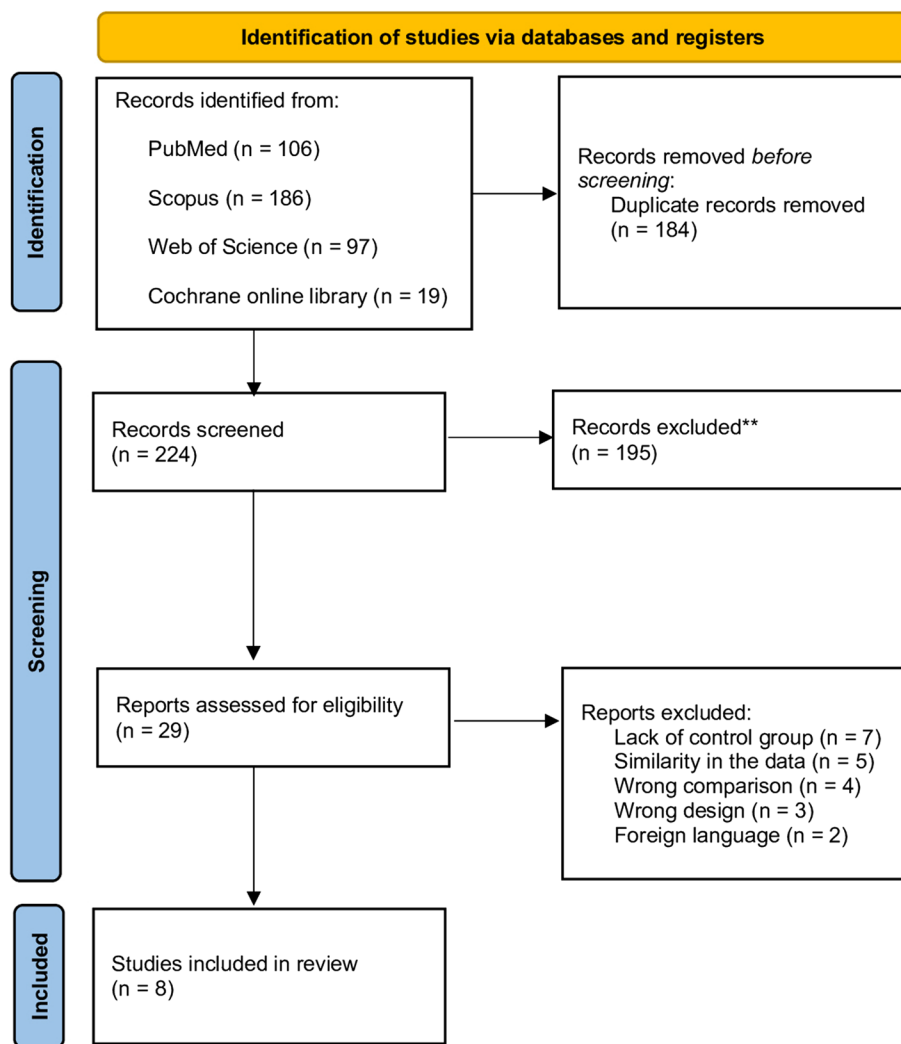 Identification of studies via databases and registers
Identification
Records identified from:
PubMed (n = 106)
Scopus (n = 186)
Web of Science (n = 97)
Cochrane online library (n = 19)
Records removed before
screening:
Duplicate records removed
(n = 184)
Screening
Records screened
(n = 224)
Records excluded**
(n = 195)
Reports assessed for eligibility
(n = 29)
Reports excluded:
Lack of control group (n = 7)
Similarity in the data (n = 5)
Wrong comparison (n = 4)
Wrong design (n = 3)
Foreign language (n = 2)
Included
Studies included in review
(n = 8)